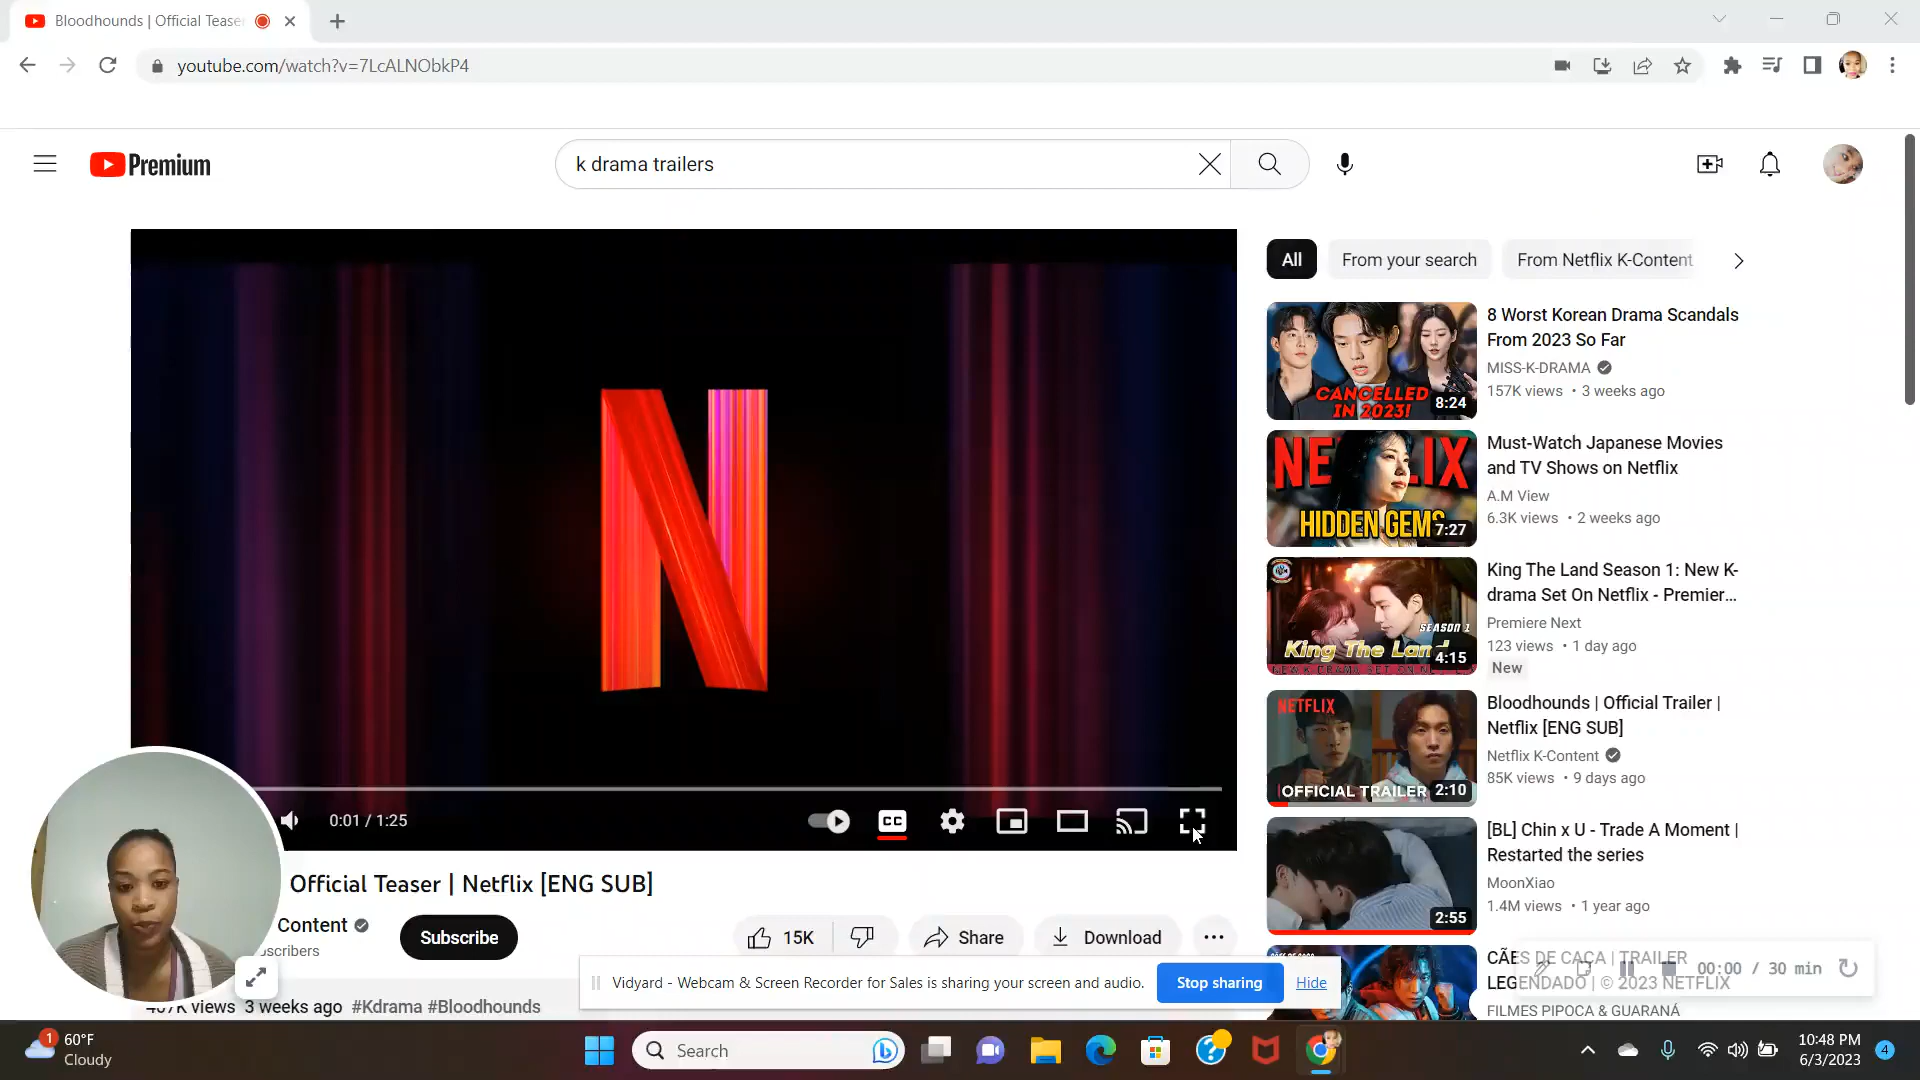 Bloodhounds | Official Tease
youtube.com/watch?v=7LcALNObkP4
Premium
k drama trailers
All
From your search
From Netflix K-Content
8 Worst Korean Drama Scandals
From 2023 So Far
MISS-K-DRAMA
157K views • 3 weeks ago
CANCELLED
IN 2023!
8:24
Must-Watch Japanese Movies
and TV Shows on Netflix
A.M View
6.3K views • 2 weeks ago
HIDDEN GEMS
7:27
King The Land Season 1: New K-
drama Set On Netflix - Premier...
Premiere Next
123 views • 1 day ago
New
SEASON 1
King The Land
4:15
Bloodhounds | Official Trailer |
Netflix [ENG SUB]
Netflix K-Content
85K views • 9 days ago
NETFLIX
OFFICIAL TRAILER
2:10
[BL] Chin x U - Trade A Moment |
Restarted the series
MoonXiao
1.4M views • 1 year ago
2:55
CÃES DE CAÇA | TRAILER
LEGENDADO | © 2023 NETFLIX
FILMES PIPOCA & GUARANÁ
00:00 / 30 min
0:01 / 1:25
CC
Official Teaser | Netflix [ENG SUB]
Content
scribers
Subscribe
15K
Share
Download
Vidyard - Webcam & Screen Recorder for Sales is sharing your screen and audio.
Stop sharing
Hide
views 3 weeks ago #Kdrama #Bloodhounds
1
60°F
Cloudy
Search
10:48 PM
6/3/2023
4